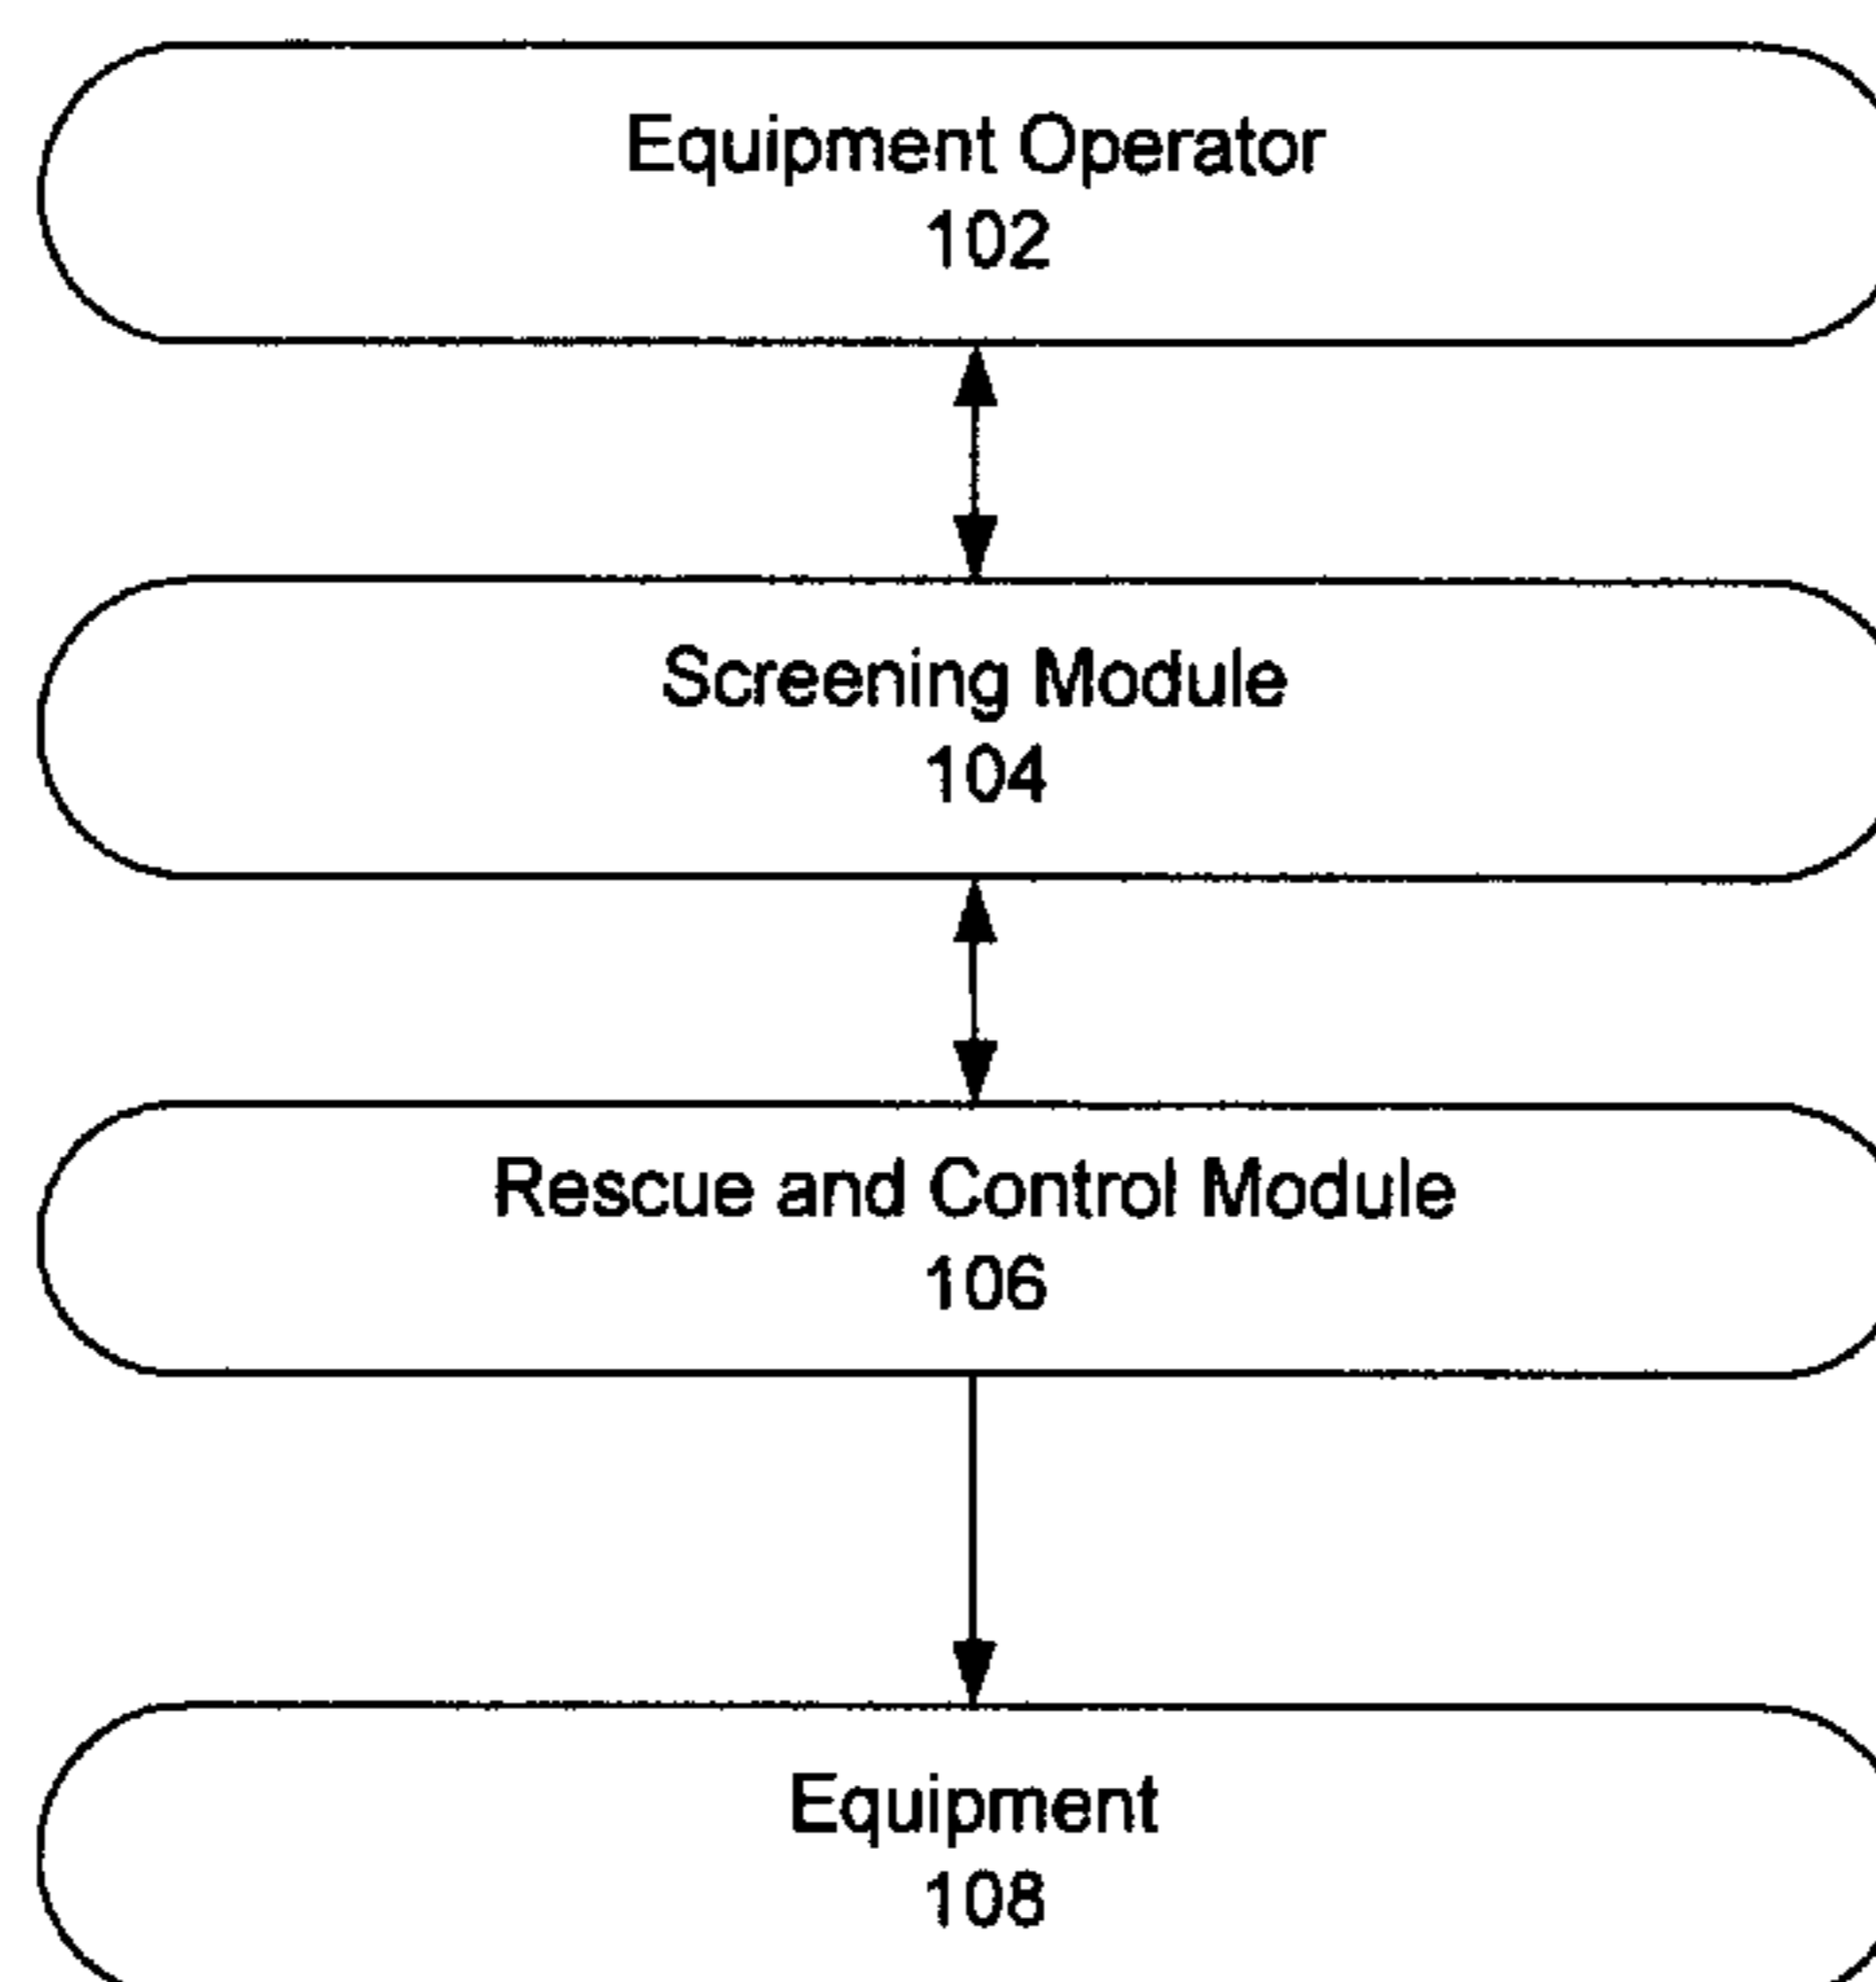 Equipment Operator
102
Screening Module
104
Rescue and Control Module
106
Equipment
108